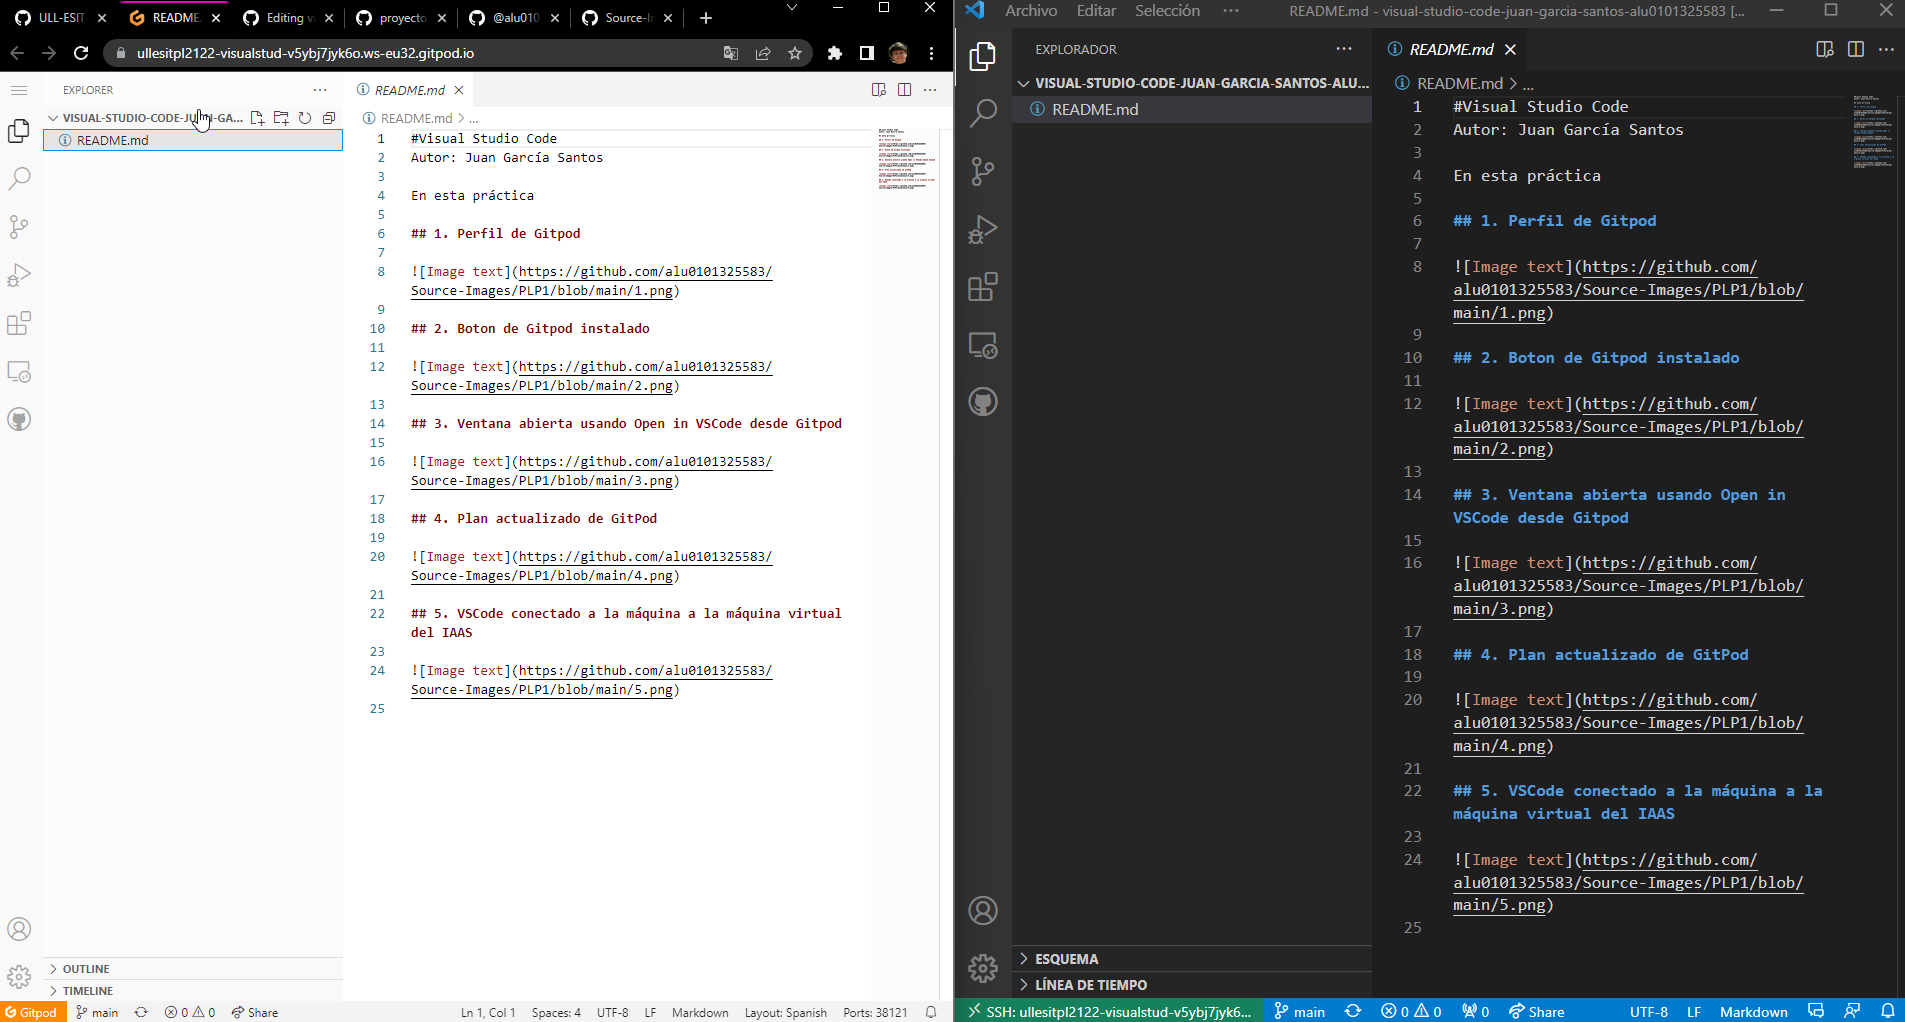 ULL-ESIT-
README.
Editing v
proyecto
@alu010
Source-I
ullesitpl2122-visualstud-v5ybj7jyk6o.ws-eu32.gitpod.io
EXPLORER
VISUAL-STUDIO-CODE-JUAN-GA...
README.md
README.md
README.md > ...
1 #Visual Studio Code
2 Autor: Juan García Santos
3
4 En esta práctica
5
6 ## 1. Perfil de Gitpod
7
8 ![Image text](https://github.com/alu0101325583/
Source-Images/PLP1/blob/main/1.png)
9
10 ## 2. Boton de Gitpod instalado
11
12 ![Image text](https://github.com/alu0101325583/
Source-Images/PLP1/blob/main/2.png)
13
14 ## 3. Ventana abierta usando Open in VSCode desde Gitpod
15
16 ![Image text](https://github.com/alu0101325583/
Source-Images/PLP1/blob/main/3.png)
17
18 ## 4. Plan actualizado de GitPod
19
20 ![Image text](https://github.com/alu0101325583/
Source-Images/PLP1/blob/main/4.png)
21
22 ## 5. VSCode conectado a la máquina a la máquina virtual
del IAAS
23
24 ![Image text](https://github.com/alu0101325583/
Source-Images/PLP1/blob/main/5.png)
25
OUTLINE
TIMELINE
Gitpod main 0 0 Share Ln 1, Col 1 Spaces: 4 UTF-8 LF Markdown Layout: Spanish Ports: 38121
Archivo Editar Selección ··· README.md - visual-studio-code-juan-garcia-santos-alu0101325583 [...
EXPLORADOR
VISUAL-STUDIO-CODE-JUAN-GARCIA-SANTOS-ALU...
README.md
README.md
README.md > ...
1 #Visual Studio Code
2 Autor: Juan García Santos
3
4 En esta práctica
5
6 ## 1. Perfil de Gitpod
7
8 ![Image text](https://github.com/
alu0101325583/Source-Images/PLP1/blob/
main/1.png)
9
10 ## 2. Boton de Gitpod instalado
11
12 ![Image text](https://github.com/
alu0101325583/Source-Images/PLP1/blob/
main/2.png)
13
14 ## 3. Ventana abierta usando Open in
VSCode desde Gitpod
15
16 ![Image text](https://github.com/
alu0101325583/Source-Images/PLP1/blob/
main/3.png)
17
18 ## 4. Plan actualizado de GitPod
19
20 ![Image text](https://github.com/
alu0101325583/Source-Images/PLP1/blob/
main/4.png)
21
22 ## 5. VSCode conectado a la máquina a la
máquina virtual del IAAS
23
24 ![Image text](https://github.com/
alu0101325583/Source-Images/PLP1/blob/
main/5.png)
25
ESQUEMA
LÍNEA DE TIEMPO
SSH: ullesitpl2122-visualstud-v5ybj7jyk6... main 0 0 0 Share UTF-8 LF Markdown